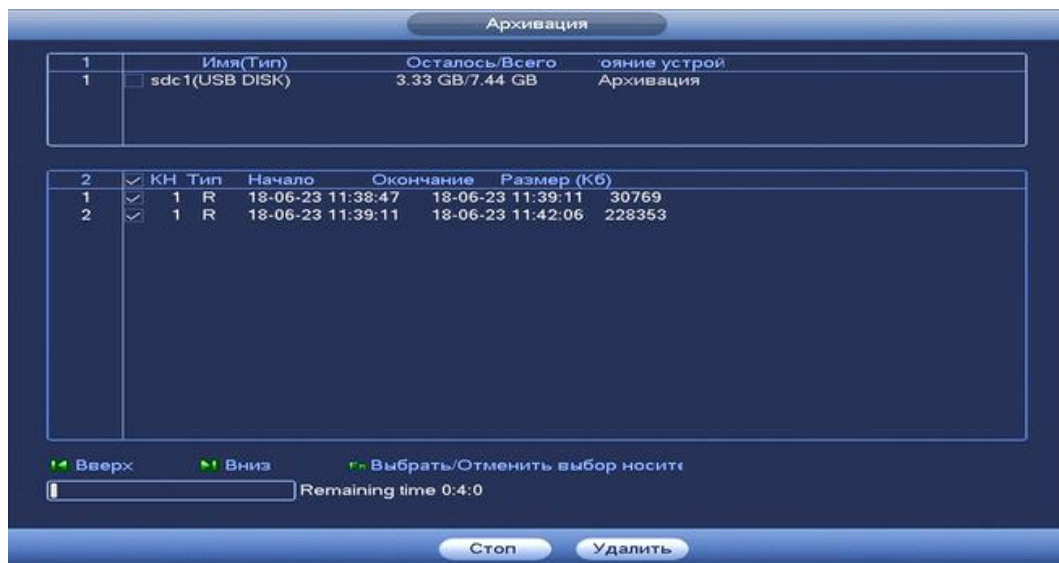 Архивация
1 Имя(Тип) Осталось/Всего ояние устрой
1 sdc1(USB DISK) 3.33 GB/7.44 GB Архивация
2 КН Тип Начало Окончание Размер (Кб)
1 1 R 18-06-23 11:38:47 18-06-23 11:39:11 30769
2 1 R 18-06-23 11:39:11 18-06-23 11:42:06 228353
Вверх Вниз Fn Выбрать/Отменить выбор носите
Remaining time 0:4:0
Стоп Удалить